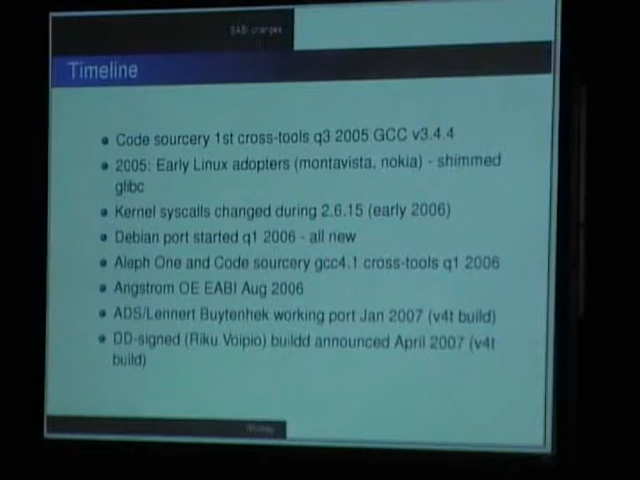 EABI changes
Timeline
Code sourcery 1st cross-tools q3 2005 GCC v3.4.4
2005: Early Linux adopters (montavista, nokia) - shimmed
glibc
Kernel syscalls changed during 2.6.15 (early 2006)
Debian port started q1 2006 - all new
Aleph One and Code sourcery gcc4.1 cross-tools q1 2006
Angstrom OE EABI Aug 2006
ADS/Lennert Buytenhek working port Jan 2007 (v4t build)
DD-signed (Riku Voipio) buildd announced April 2007 (v4t
build)